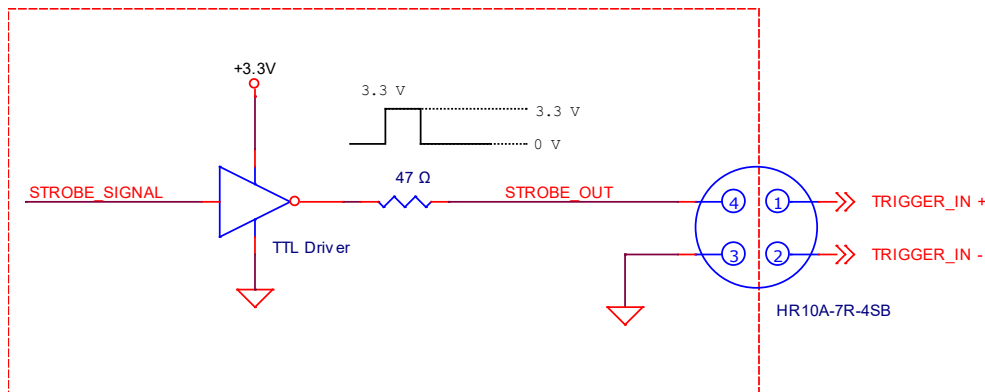 +3.3V
3.3 V
3.3 V
0 V
STROBE_SIGNAL
47 Ω
STROBE_OUT
TTL Driver
4
1
TRIGGER_IN +
3
2
TRIGGER_IN -
HR10A-7R-4SB